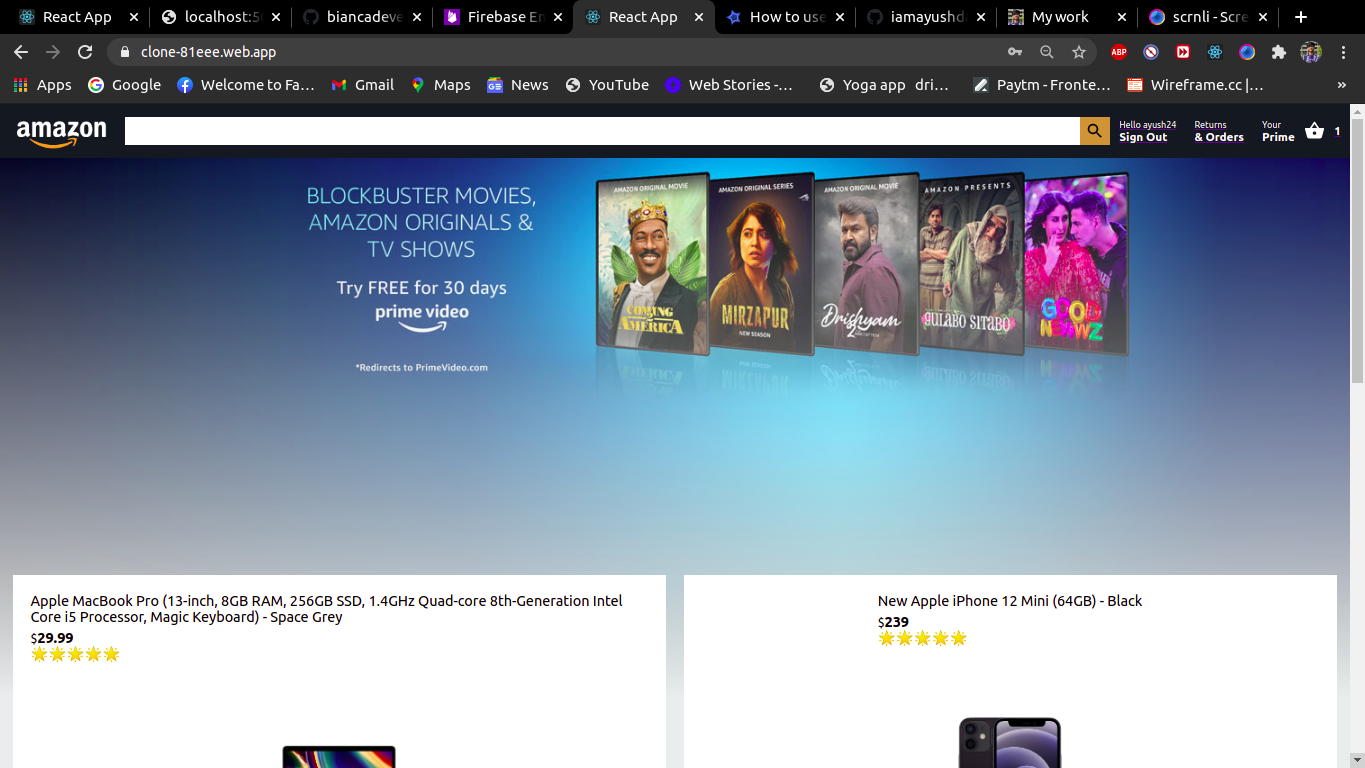 React App
localhost:50
biancadeve
Firebase Em
React App
How to use
iamayushda
My work
scrnli - Scre
clone-81eee.web.app
ABP
Apps
Google
Welcome to Fa…
Gmail
Maps
News
YouTube
Web Stories -…
Yoga app dri…
Paytm - Fronte…
Wireframe.cc |…
»
amazon
Hello ayush24
Sign Out
Returns
& Orders
Your
Prime
1
BLOCKBUSTER MOVIES,
AMAZON ORIGINALS &
TV SHOWS
Try FREE for 30 days
prime video
*Redirects to PrimeVideo.com
AMAZON ORIGINAL MOVIE
COMING
AMERICA
AMAZON ORIGINAL SERIES
MIRZAPUR
NEW SEASON
AMAZON ORIGINAL MOVIE
Drishyam
2
AMAZON PRESENTS
GULABO SITABO
GOOD
NEWWZ
Apple MacBook Pro (13-inch, 8GB RAM, 256GB SSD, 1.4GHz Quad-core 8th-Generation Intel
Core i5 Processor, Magic Keyboard) - Space Grey
$29.99
New Apple iPhone 12 Mini (64GB) - Black
$239